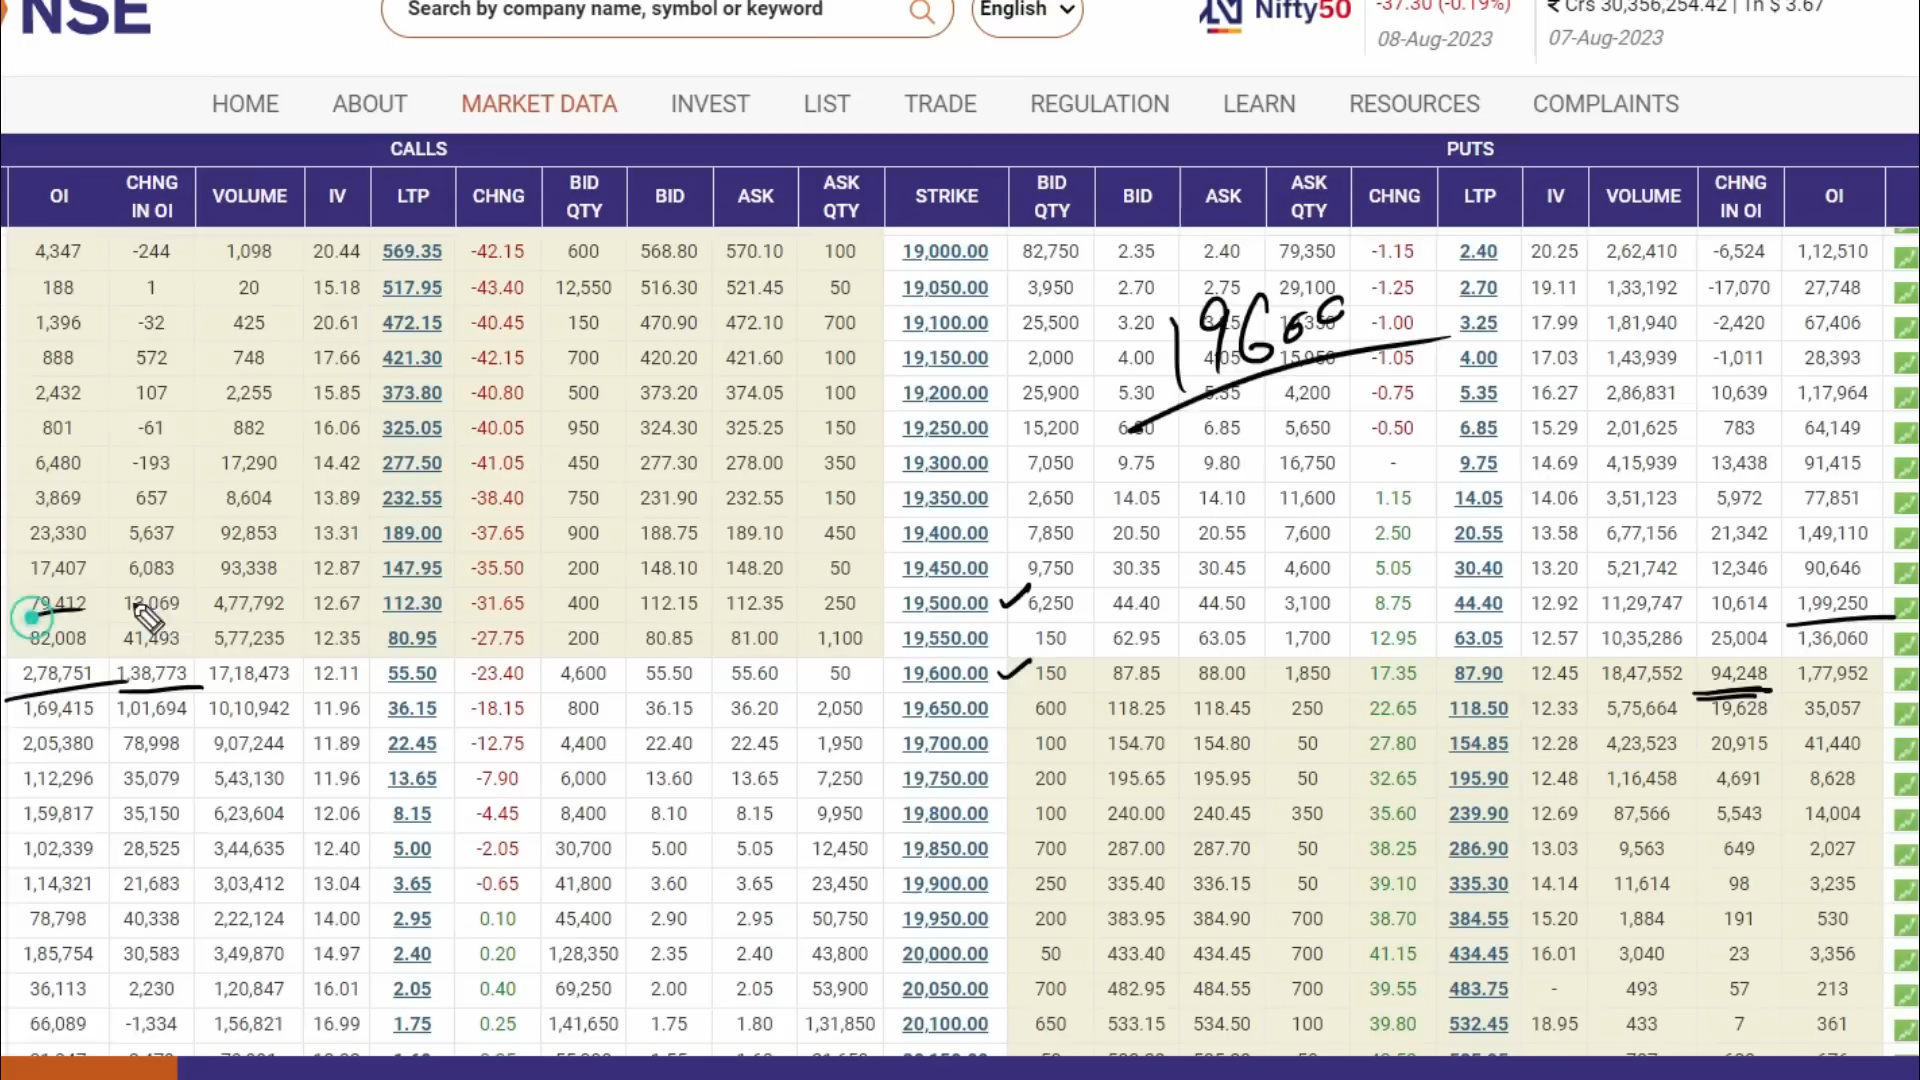 NSE
Search by company name, symbol or keyword
English
Nifty50
-37.30 (-0.19%)
08-Aug-2023
₹ Crs 30,356,254.42 | Tn $ 3.67
07-Aug-2023
HOME ABOUT MARKET DATA INVEST LIST TRADE REGULATION LEARN RESOURCES COMPLAINTS
CALLS PUTS
OI CHNG IN OI VOLUME IV LTP CHNG BID QTY BID ASK ASK QTY STRIKE BID QTY BID ASK ASK QTY CHNG LTP IV VOLUME CHNG IN OI OI
4,347 -244 1,098 20.44 569.35 -42.15 600 568.80 570.10 100 19,000.00 82,750 2.35 2.40 79,350 -1.15 2.40 20.25 2,62,410 -6,524 1,12,510
188 1 20 15.18 517.95 -43.40 12,550 516.30 521.45 50 19,050.00 3,950 2.70 2.75 29,100 -1.25 2.70 19.11 1,33,192 -17,070 27,748
1,396 -32 425 20.61 472.15 -40.45 150 470.90 472.10 700 19,100.00 25,500 3.20 -1.00 3.25 17.99 1,81,940 -2,420 67,406
19600
888 572 748 17.66 421.30 -42.15 700 420.20 421.60 100 19,150.00 2,000 4.00 4.05 15,950 -1.05 4.00 17.03 1,43,939 -1,011 28,393
2,432 107 2,255 15.85 373.80 -40.80 500 373.20 374.05 100 19,200.00 25,900 5.30 5.35 4,200 -0.75 5.35 16.27 2,86,831 10,639 1,17,964
801 -61 882 16.06 325.05 -40.05 950 324.30 325.25 150 19,250.00 15,200 6.85 5,650 -0.50 6.85 15.29 2,01,625 783 64,149
6,480 -193 17,290 14.42 277.50 -41.05 450 277.30 278.00 350 19,300.00 7,050 9.75 9.80 16,750 - 9.75 14.69 4,15,939 13,438 91,415
3,869 657 8,604 13.89 232.55 -38.40 750 231.90 232.55 150 19,350.00 2,650 14.05 14.10 11,600 1.15 14.05 14.06 3,51,123 5,972 77,851
23,330 5,637 92,853 13.31 189.00 -37.65 900 188.75 189.10 450 19,400.00 7,850 20.50 20.55 7,600 2.50 20.55 13.58 6,77,156 21,342 1,49,110
17,407 6,083 93,338 12.87 147.95 -35.50 200 148.10 148.20 50 19,450.00 9,750 30.35 30.45 4,600 5.05 30.40 13.20 5,21,742 12,346 90,646
79,412 4,77,792 12.67 112.30 -31.65 400 112.15 112.35 250 19,500.00 6,250 44.40 44.50 3,100 8.75 44.40 12.92 11,29,747 10,614 1,99,250
82,008 41,493 5,77,235 12.35 80.95 -27.75 200 80.85 81.00 1,100 19,550.00 150 62.95 63.05 1,700 12.95 63.05 12.57 10,35,286 25,004 1,36,060
2,78,751 1,38,773 17,18,473 12.11 55.50 -23.40 4,600 55.50 55.60 50 19,600.00 150 87.85 88.00 1,850 17.35 87.90 12.45 18,47,552 94,248 1,77,952
1,69,415 1,01,694 10,10,942 11.96 36.15 -18.15 800 36.15 36.20 2,050 19,650.00 600 118.25 118.45 250 22.65 118.50 12.33 5,75,664 19,628 35,057
2,05,380 78,998 9,07,244 11.89 22.45 -12.75 4,400 22.40 22.45 1,950 19,700.00 100 154.70 154.80 50 27.80 154.85 12.28 4,23,523 20,915 41,440
1,12,296 35,079 5,43,130 11.96 13.65 -7.90 6,000 13.60 13.65 7,250 19,750.00 200 195.65 195.95 50 32.65 195.90 12.48 1,16,458 4,691 8,628
1,59,817 35,150 6,23,604 12.06 8.15 -4.45 8,400 8.10 8.15 9,950 19,800.00 100 240.00 240.45 350 35.60 239.90 12.69 87,566 5,543 14,004
1,02,339 28,525 3,44,635 12.40 5.00 -2.05 30,700 5.00 5.05 12,450 19,850.00 700 287.00 287.70 50 38.25 286.90 13.03 9,563 649 2,027
1,14,321 21,683 3,03,412 13.04 3.65 -0.65 41,800 3.60 3.65 23,450 19,900.00 250 335.40 336.15 50 39.10 335.30 14.14 11,614 98 3,235
78,798 40,338 2,22,124 14.00 2.95 0.10 45,400 2.90 2.95 50,750 19,950.00 200 383.95 384.90 700 38.70 384.55 15.20 1,884 191 530
1,85,754 30,583 3,49,870 14.97 2.40 0.20 1,28,350 2.35 2.40 43,800 20,000.00 50 433.40 434.45 700 41.15 434.45 16.01 3,040 23 3,356
36,113 2,230 1,20,847 16.01 2.05 0.40 69,250 2.00 2.05 53,900 20,050.00 700 482.95 484.55 700 39.55 483.75 - 493 57 213
66,089 -1,334 1,56,821 16.99 1.75 0.25 1,41,650 1.75 1.80 1,31,850 20,100.00 650 533.15 534.50 100 39.80 532.45 18.95 433 7 361